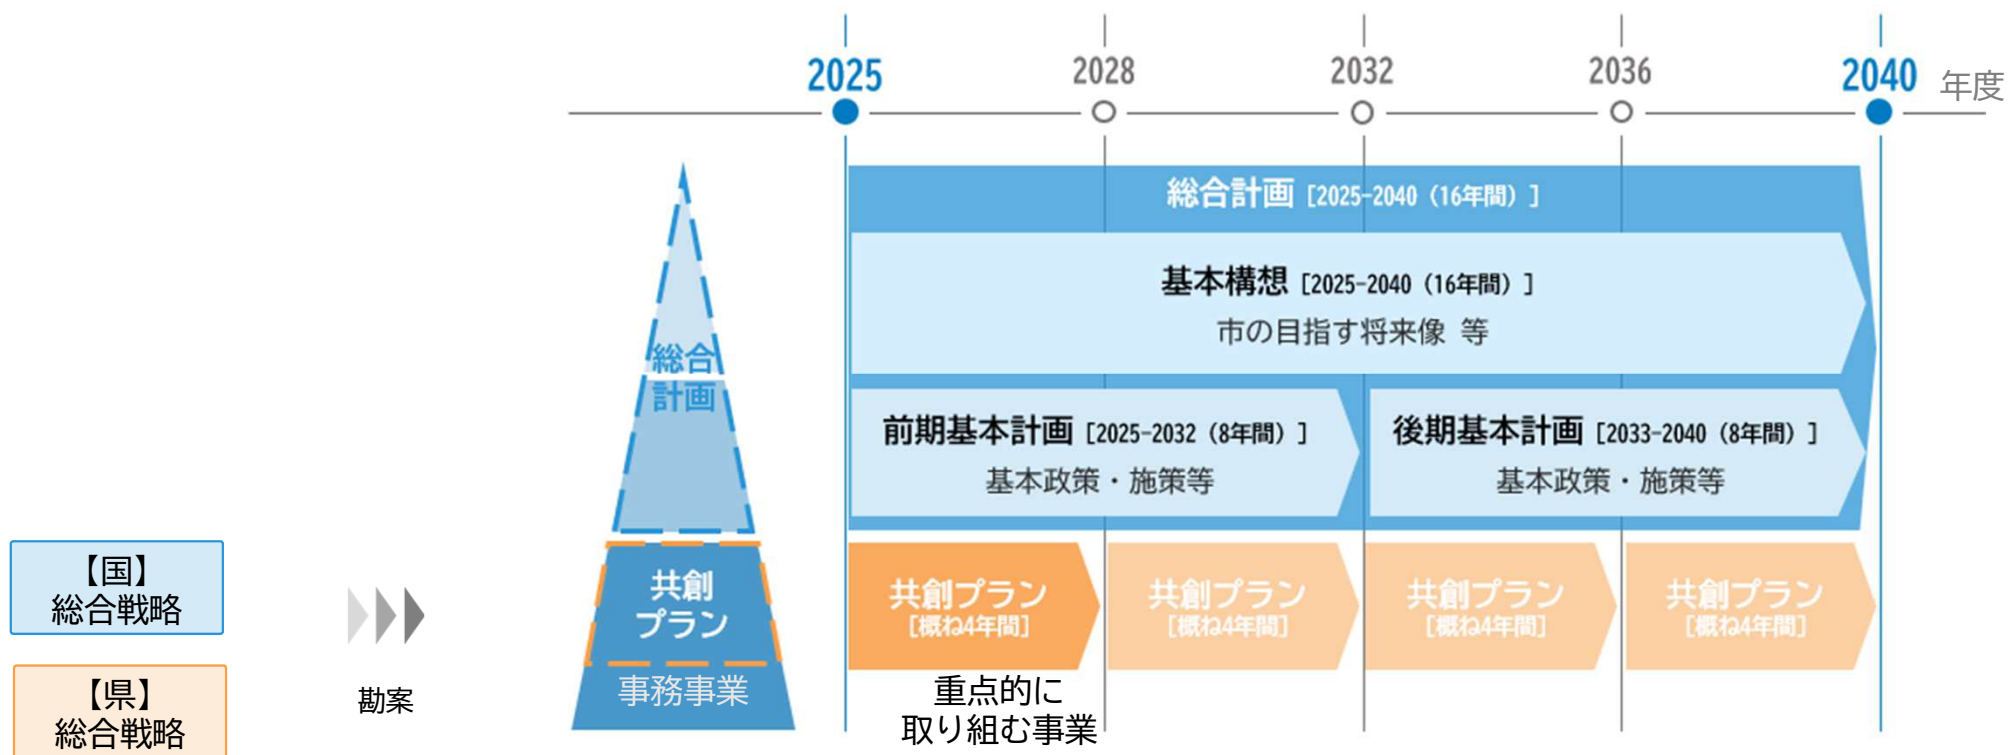 2025
2028
2032
2036
2040 年度
総合計画［2025-2040（16年間）］
基本構想［2025-2040（16年間）］
市の目指す将来像 等
前期基本計画［2025-2032（8年間）］
基本政策・施策等
後期基本計画［2033-2040（8年間）］
基本政策・施策等
総合
計画
共創
プラン
事務事業
共創プラン
［概ね4年間］
共創プラン
［概ね4年間］
共創プラン
［概ね4年間］
共創プラン
［概ね4年間］
重点的に
取り組む事業
【国】
総合戦略
【県】
総合戦略
勘案